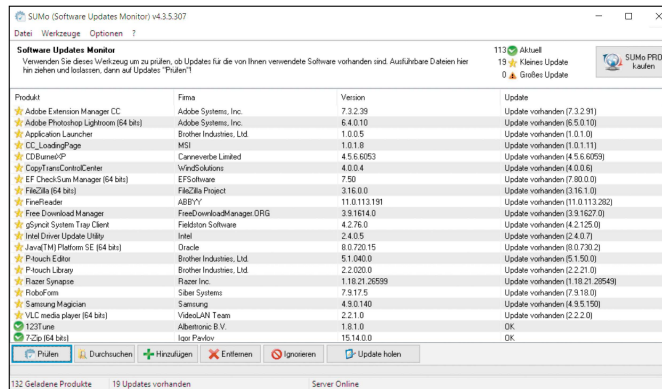 SUMo (Software Updates Monitor) v4.3.5.307
Datei Werkzeuge Optionen ?
Software Updates Monitor
Verwenden Sie dieses Werkzeug um zu prüfen, ob Updates für die von Ihnen verwendete Software vorhanden sind. Ausführbare Dateien hier
hin ziehen und loslassen, dann auf Updates "Prüfen"!
113 Aktuell
19 Kleines Update
0 Großes Update
SUMo PRO
kaufen
Produkt Firma Version Update
Adobe Extension Manager CC Adobe Systems, Inc. 7.3.2.39 Update vorhanden (7.3.2.91)
Adobe Photoshop Lightroom (64 bits) Adobe Systems, Inc. 6.4.0.10 Update vorhanden (6.5.0.10)
Application Launcher Brother Industries, Ltd. 1.0.0.5 Update vorhanden (1.0.1.0)
CC_LoadingPage MSI 1.0.1.8 Update vorhanden (1.0.1.11)
CDBurnerXP Canneverbe Limited 4.5.6.6053 Update vorhanden (4.5.6.6059)
CopyTransControlCenter WindSolutions 4.0.0.4 Update vorhanden (4.0.0.6)
EF CheckSum Manager (64 bits) EFSoftware 7.50 Update vorhanden (7.80.0.0)
FileZilla (64 bits) FileZilla Project 3.16.0.0 Update vorhanden (3.16.1.0)
FineReader ABBYY 11.0.113.191 Update vorhanden (11.0.113.282)
Free Download Manager FreeDownloadManager.ORG 3.9.1614.0 Update vorhanden (3.9.1627.0)
gSyncit System Tray Client Fieldston Software 4.2.76.0 Update vorhanden (4.2.125.0)
Intel Driver Update Utility Intel 2.4.0.5 Update vorhanden (2.4.0.7)
Java(TM) Platform SE (64 bits) Oracle 8.0.720.15 Update vorhanden (8.0.730.2)
P-touch Editor Brother Industries, Ltd. 5.1.040.0 Update vorhanden (5.1.50.0)
P-touch Library Brother Industries, Ltd. 2.2.020.0 Update vorhanden (2.2.21.0)
Razer Synapse Razer Inc. 1.18.21.26599 Update vorhanden (1.18.21.28549)
RoboForm Siber Systems 7.9.17.5 Update vorhanden (7.9.18.0)
Samsung Magician Samsung 4.9.0.140 Update vorhanden (4.9.5.150)
VLC media player (64 bits) VideoLAN Team 2.2.1.0 Update vorhanden (2.2.2.0)
123Tune Albertronic B.V. 1.8.1.0 OK
7-Zip (64 bits) Igor Pavlov 15.14.0.0 OK
Prüfen Durchsuchen Hinzufügen Entfernen Ignorieren Update holen
132 Geladene Produkte 19 Updates vorhanden Server Online